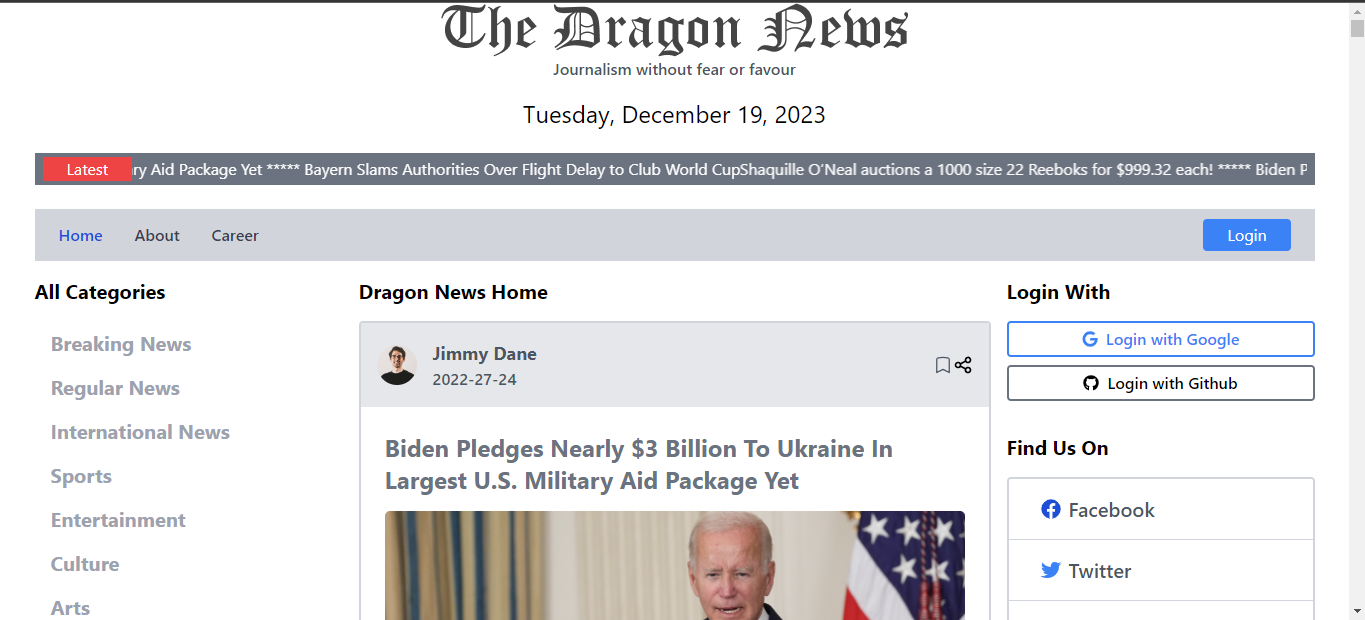 The Dragon News
Journalism without fear or favour
Tuesday, December 19, 2023
Latest
ry Aid Package Yet ***** Bayern Slams Authorities Over Flight Delay to Club World CupShaquille O'Neal auctions a 1000 size 22 Reeboks for $999.32 each! ***** Biden P
Home About Career Login
All Categories
Breaking News
Regular News
International News
Sports
Entertainment
Culture
Arts
Dragon News Home
Jimmy Dane
2022-27-24
Biden Pledges Nearly $3 Billion To Ukraine In
Largest U.S. Military Aid Package Yet
Login With
Login with Google
Login with Github
Find Us On
Facebook
Twitter